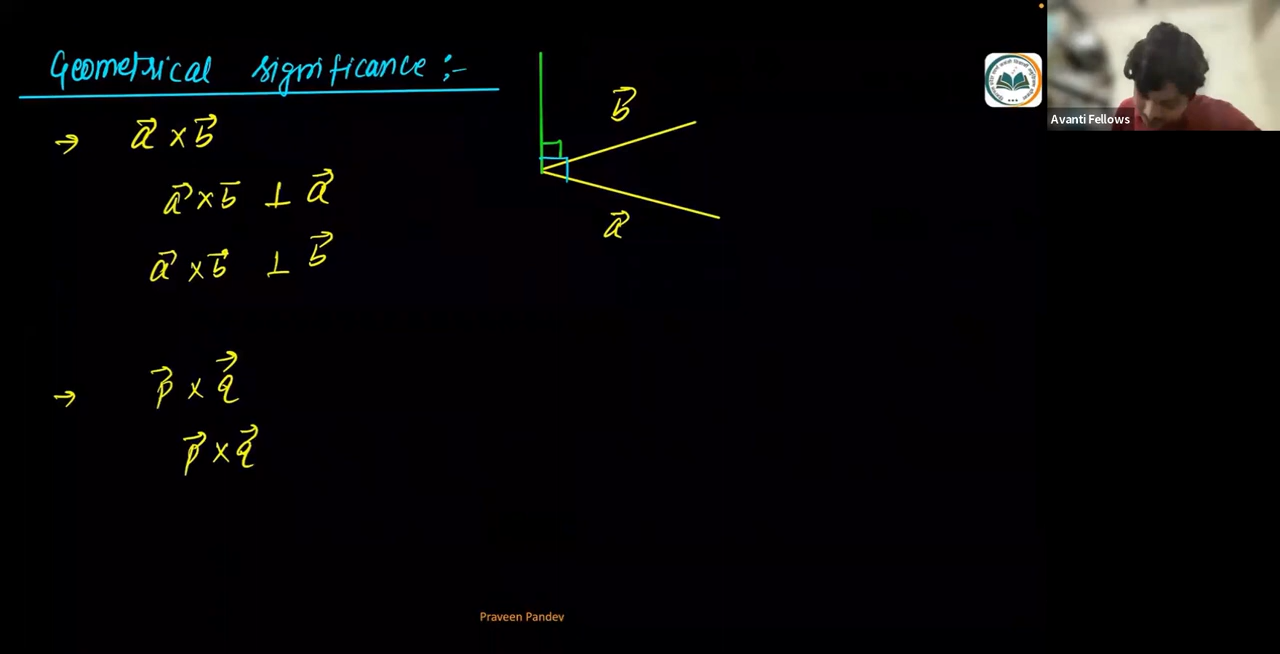 Geometrical significance :-
→ a⃗ × b⃗
a⃗ × b⃗ ⊥ a⃗
a⃗ × b⃗ ⊥ b⃗
→ p⃗ × q⃗
p⃗ × q⃗
b⃗
a⃗
Avanti Fellows
Praveen Pandev